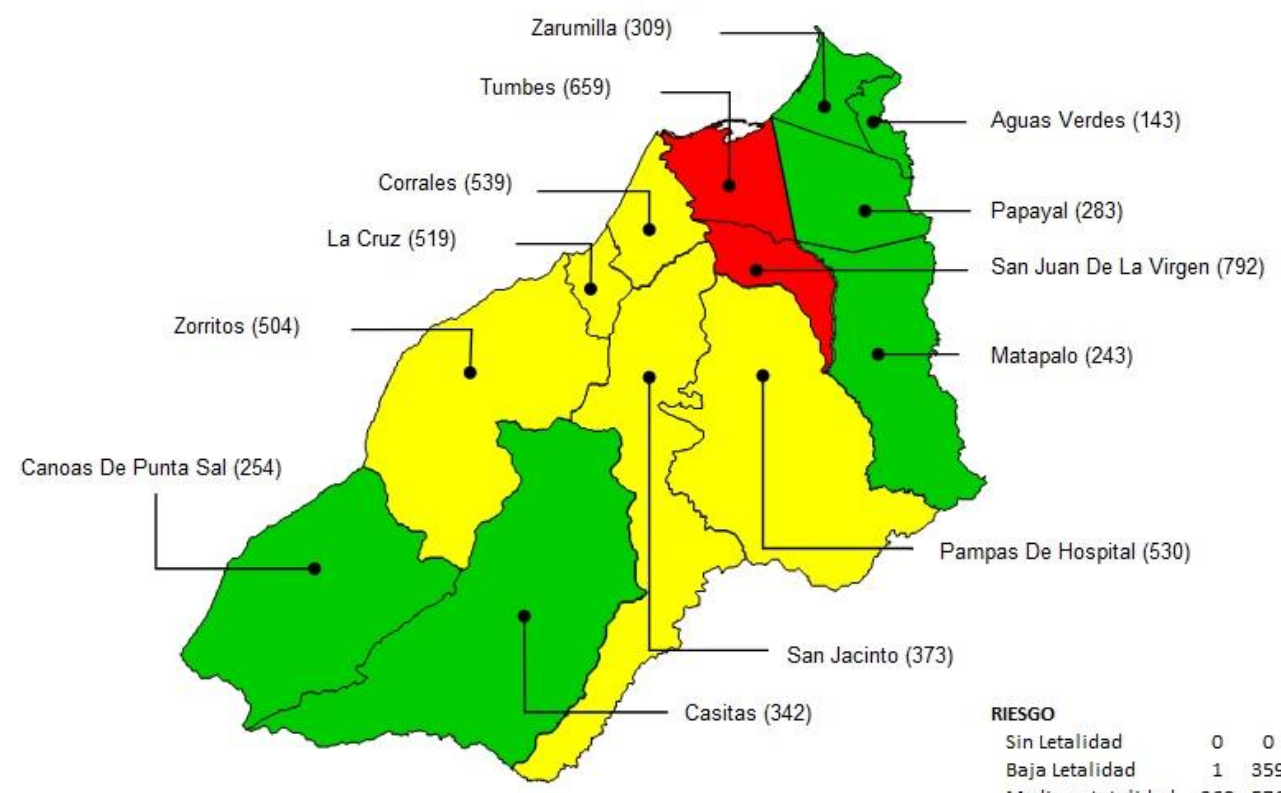 Zarumilla (309)
Tumbes (659)
Aguas Verdes (143)
Corrales (539)
Papayal (283)
La Cruz (519)
San Juan De La Virgen (792)
Zorritos (504)
Matapalo (243)
Canoas De Punta Sal (254)
Pampas De Hospital (530)
San Jacinto (373)
Casitas (342)
RIESGO
Sin Letalidad 0 0
Baja Letalidad 1 359